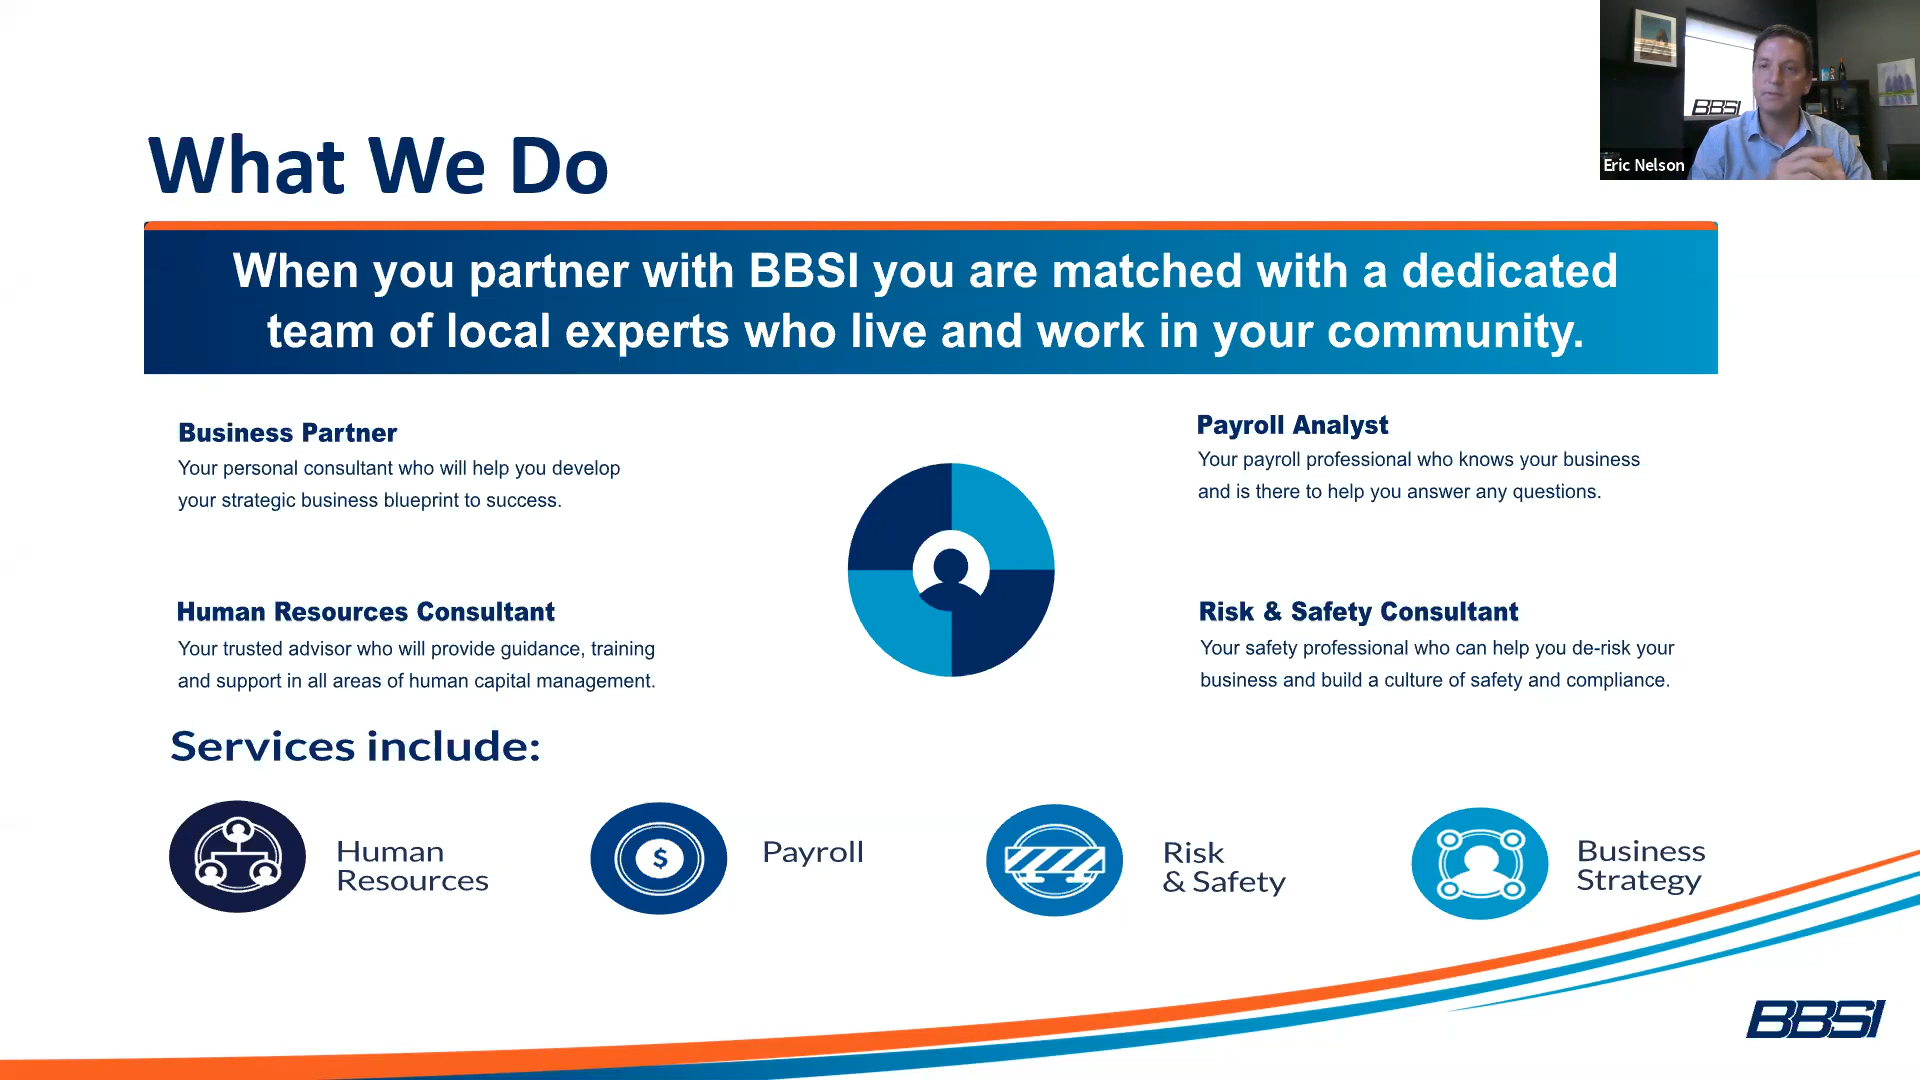 What We Do
BBSI
Eric Nelson
When you partner with BBSI you are matched with a dedicated
team of local experts who live and work in your community.
Business Partner
Your personal consultant who will help you develop
your strategic business blueprint to success.
Payroll Analyst
Your payroll professional who knows your business
and is there to help you answer any questions.
Human Resources Consultant
Your trusted advisor who will provide guidance, training
and support in all areas of human capital management.
Risk & Safety Consultant
Your safety professional who can help you de-risk your
business and build a culture of safety and compliance.
Services include:
Human
Resources
$
Payroll
Risk
& Safety
Business
Strategy
BBSI